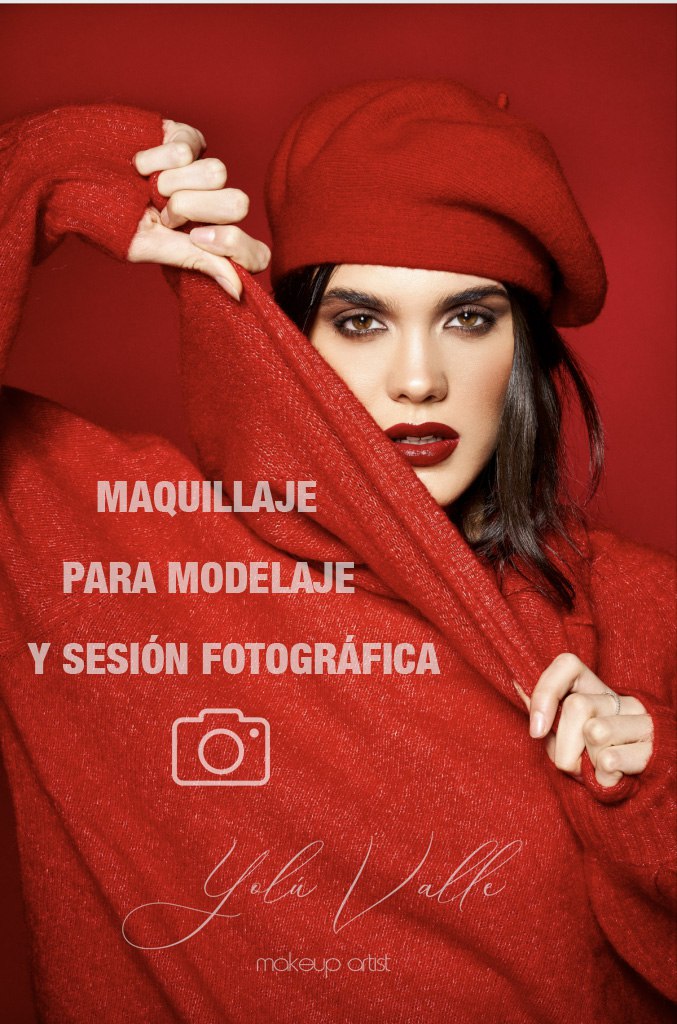 MAQUILLAJE
PARA MODELAJE
Y SESIÓN FOTOGRÁFICA
Yolú Valle
makeup artist